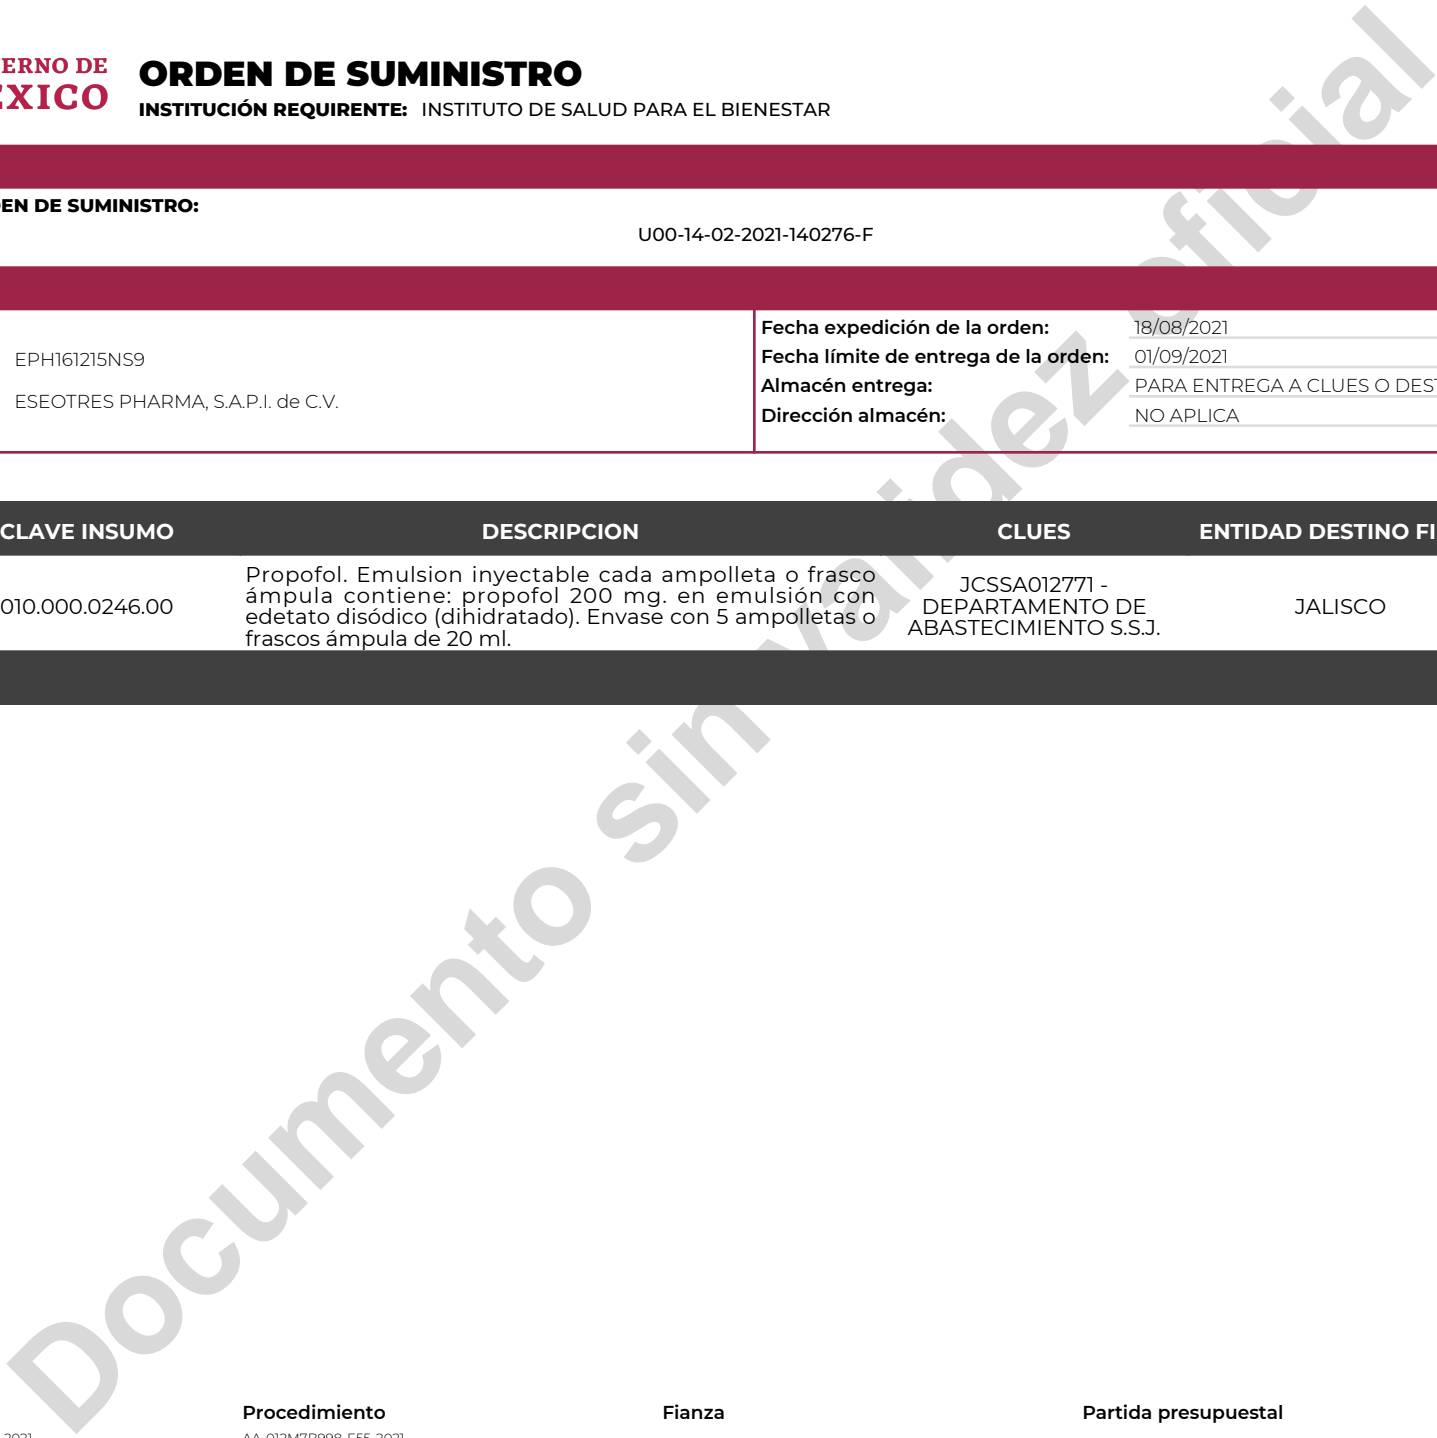 ERNO DE
EXICO
ORDEN DE SUMINISTRO
INSTITUCIÓN REQUIRENTE: INSTITUTO DE SALUD PARA EL BIENESTAR
EN DE SUMINISTRO:
U00-14-02-2021-140276-F
EPH161215NS9
ESEOTRES PHARMA, S.A.P.I. de C.V.
Fecha expedición de la orden: 18/08/2021
Fecha límite de entrega de la orden: 01/09/2021
Almacén entrega: PARA ENTREGA A CLUES O DEST
Dirección almacén: NO APLICA
CLAVE INSUMO DESCRIPCION CLUES ENTIDAD DESTINO FI
010.000.0246.00
Propofol. Emulsion inyectable cada ampolleta o frasco
ámpula contiene: propofol 200 mg. en emulsión con
edetato disódico (dihidratado). Envase con 5 ampolletas o
frascos ámpula de 20 ml.
JCSSA012771 -
DEPARTAMENTO DE
ABASTECIMIENTO S.S.J.
JALISCO
Documento sin validez oficial
Procedimiento Fianza Partida presupuestal